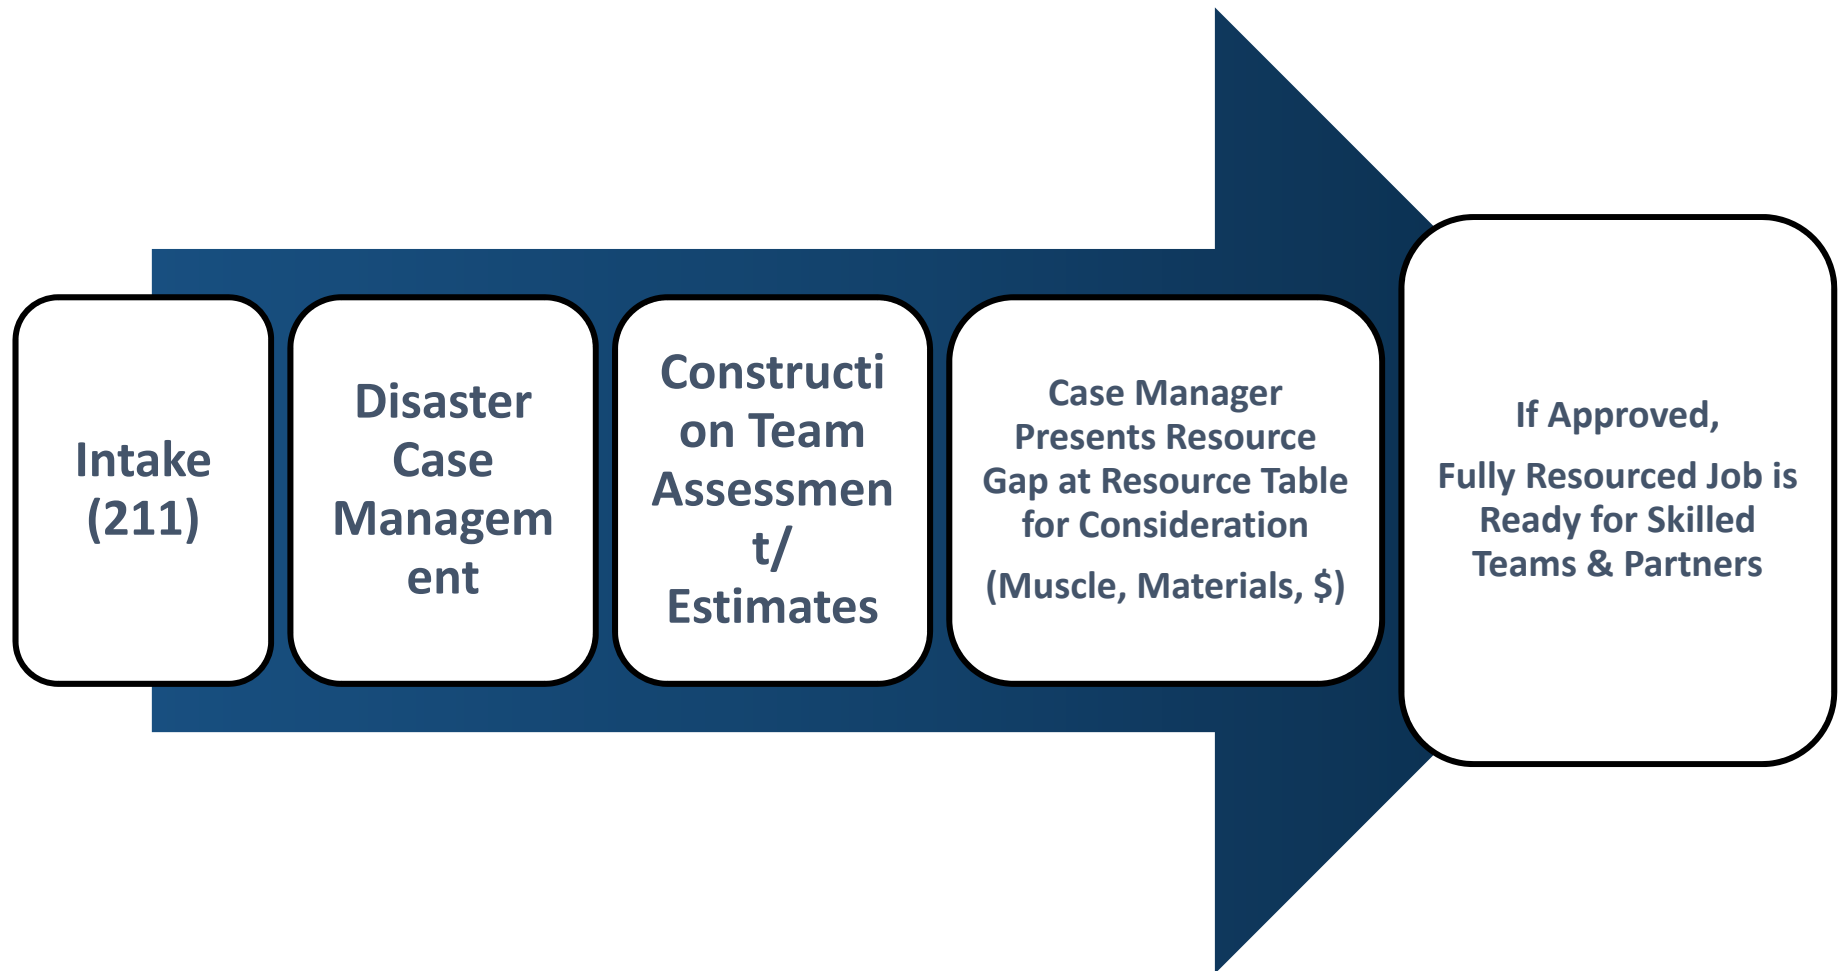 Intake
(211)
Disaster
Case
Managem
ent
Constructi
on Team
Assessmen
t/
Estimates
Case Manager
Presents Resource
Gap at Resource Table
for Consideration
(Muscle, Materials, $)
If Approved,
Fully Resourced Job is
Ready for Skilled
Teams & Partners